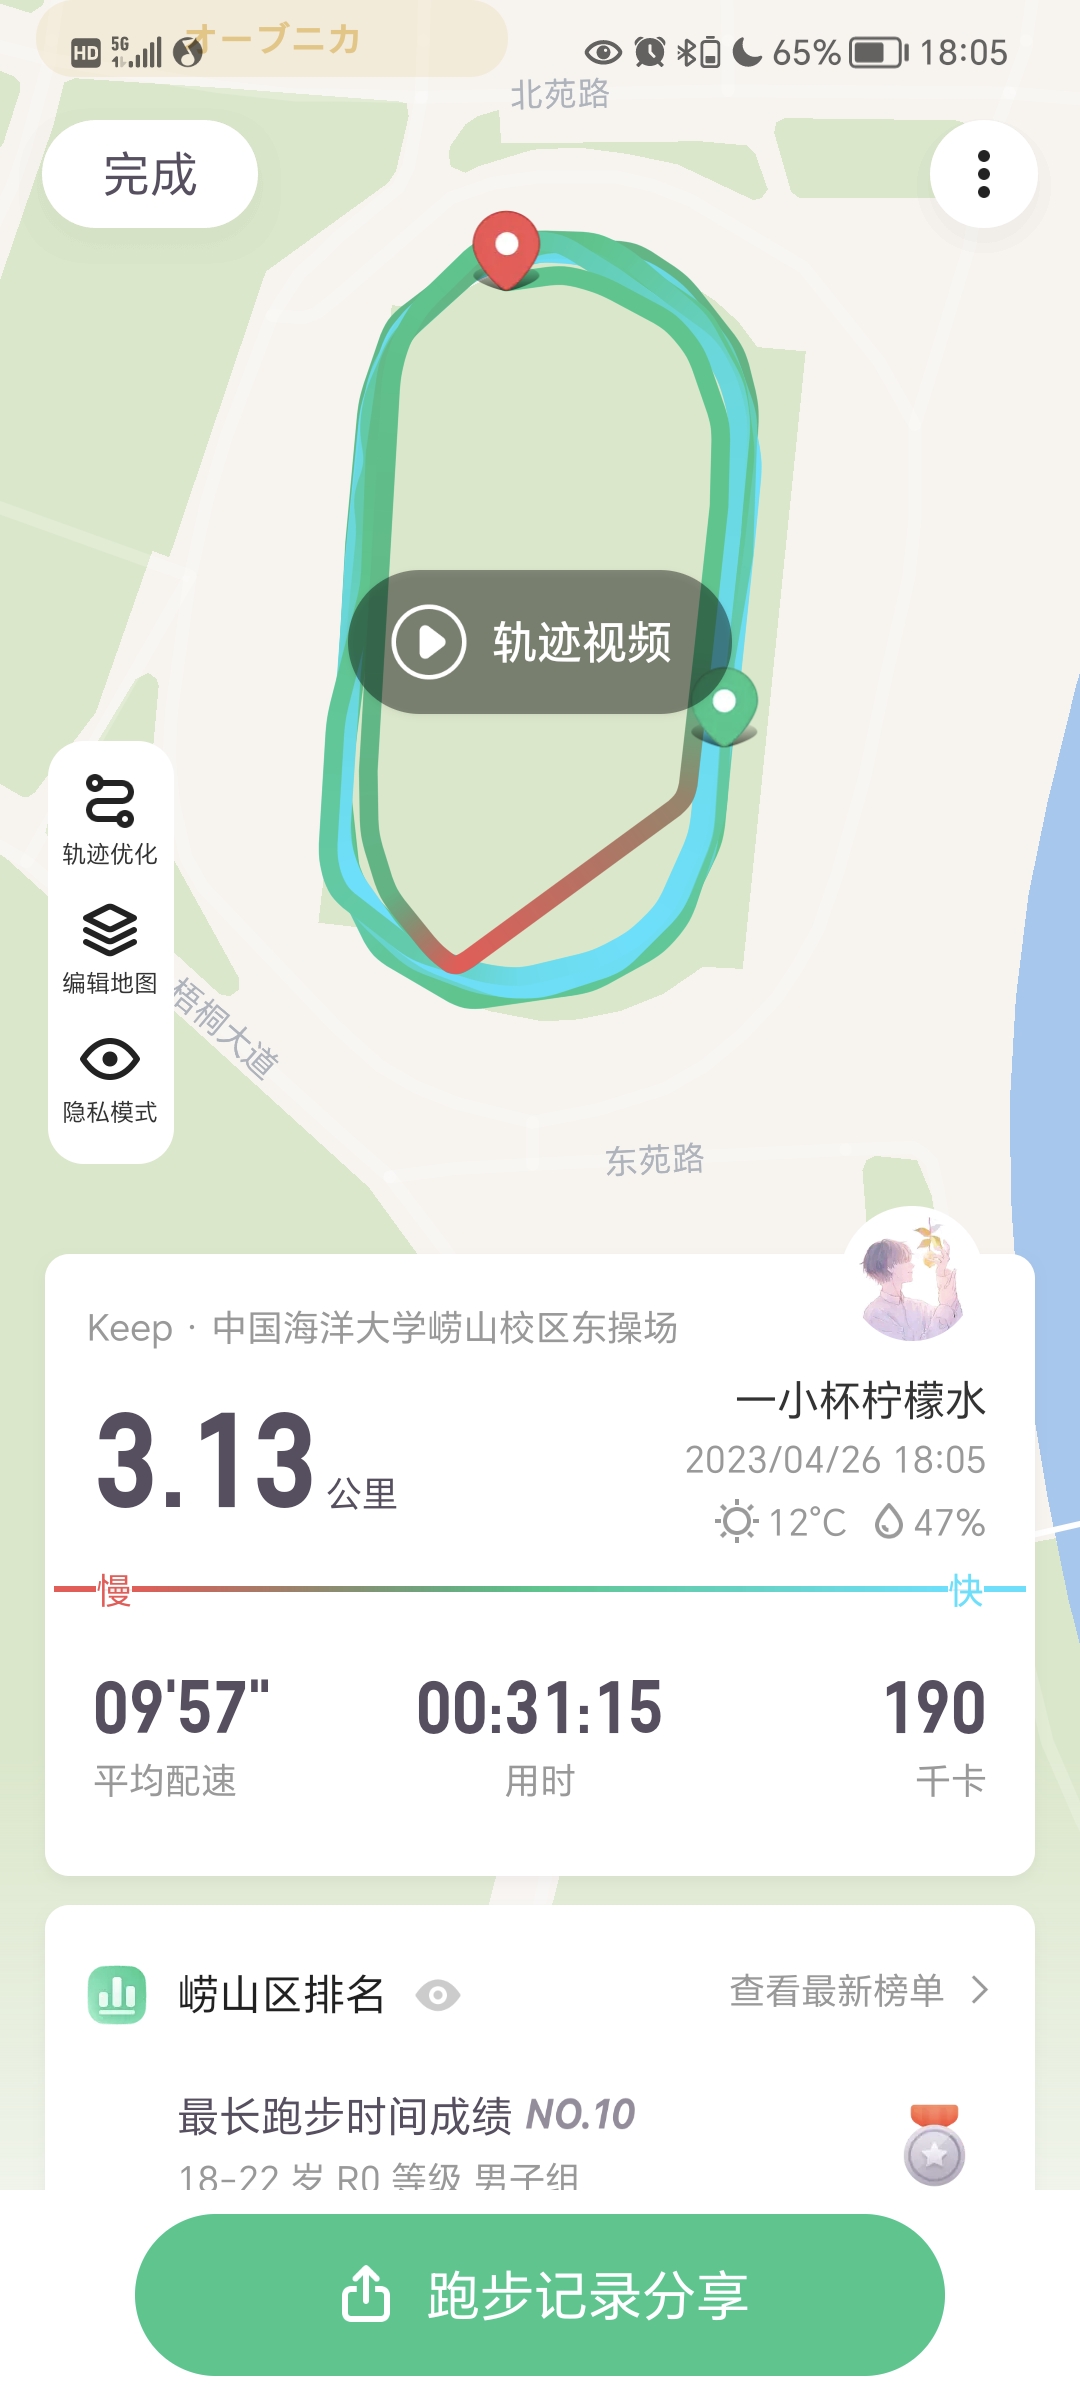 オーブニカ
HD 5G 65% 18:05
北苑路
完成
轨迹视频
轨迹优化
编辑地图
梧桐大道
隐私模式
东苑路
Keep · 中国海洋大学崂山校区东操场
一小杯柠檬水
3.13 公里
2023/04/26 18:05
12°C 47%
慢 快
09'57" 00:31:15 190
平均配速 用时 千卡
崂山区排名 查看最新榜单
最长跑步时间成绩 NO.10
18-22 岁 R0 等级 男子组
跑步记录分享